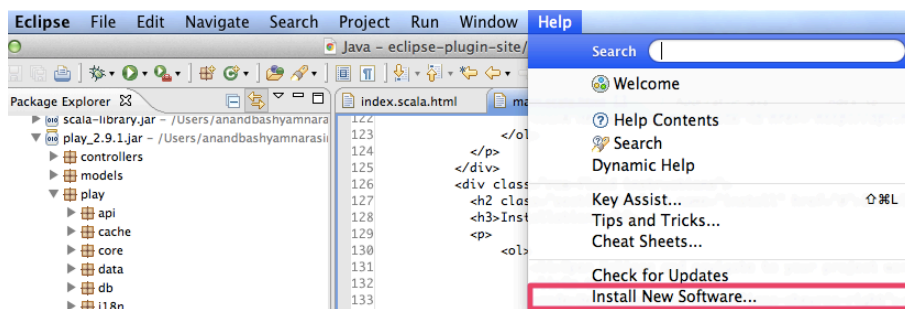 Eclipse File Edit Navigate Search Project Run Window Help
Java – eclipse-plugin-site/
Search
Package Explorer
index.scala.html
Welcome
scala-library.jar – /Users/anandbashyamnara
122
play_2.9.1.jar – /Users/anandbashyamnarasi
123 </ol
Help Contents
controllers
124 </p>
Search
models
125 </div>
Dynamic Help
play
126 <div class
api
127 <h2 clas
Key Assist... ⇧⌘L
cache
128 <h3>Inst
Tips and Tricks...
core
129 <p>
Cheat Sheets...
data
130 <ol>
db
131
Check for Updates
i18n
132
Install New Software...
133